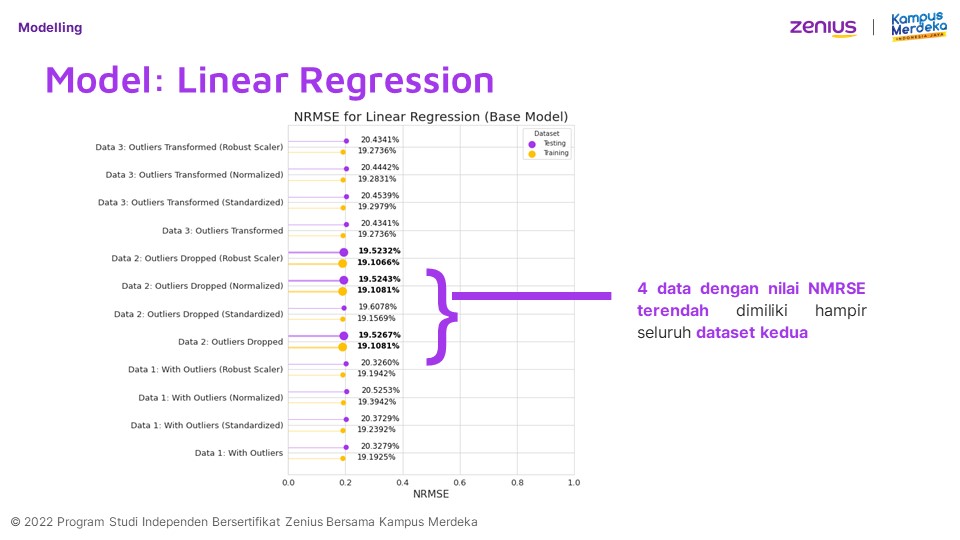 Modelling
zenius
Kampus
Merdeka
INDONESIA JAYA
Model: Linear Regression
NRMSE for Linear Regression (Base Model)
Dataset
Testing
Training
Data 3: Outliers Transformed (Robust Scaler)
20.4341%
19.2736%
Data 3: Outliers Transformed (Normalized)
20.4442%
19.2831%
Data 3: Outliers Transformed (Standardized)
20.4539%
19.2979%
Data 3: Outliers Transformed
20.4341%
19.2736%
Data 2: Outliers Dropped (Robust Scaler)
19.5232%
19.1066%
Data 2: Outliers Dropped (Normalized)
19.5243%
19.1081%
Data 2: Outliers Dropped (Standardized)
19.6078%
19.1569%
Data 2: Outliers Dropped
19.5267%
19.1081%
Data 1: With Outliers (Robust Scaler)
20.3260%
19.1942%
Data 1: With Outliers (Normalized)
20.5253%
19.3942%
Data 1: With Outliers (Standardized)
20.3729%
19.2392%
Data 1: With Outliers
20.3279%
19.1925%
0.0 0.2 0.4 0.6 0.8 1.0
NRMSE
4 data dengan nilai NMRSE
terendah dimiliki hampir
seluruh dataset kedua
© 2022 Program Studi Independen Bersertifikat Zenius Bersama Kampus Merdeka